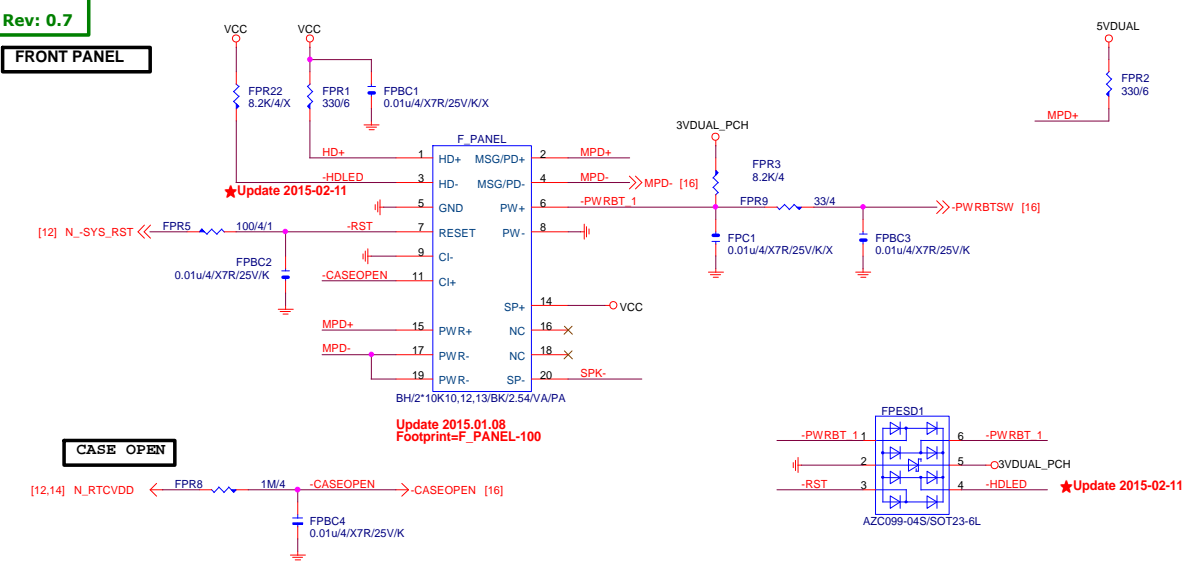 Rev: 0.7
FRONT PANEL
VCC
VCC
5VDUAL
FPR22
8.2K/4/X
FPR1
330/6
FPBC1
0.01u/4/X7R/25V/K/X
FPR2
330/6
MPD+
3VDUAL_PCH
F_PANEL
HD+
1
HD+
MSG/PD+
2
MPD+
FPR3
8.2K/4
-HDLED
3
HD-
MSG/PD-
4
MPD-
MPD- [16]
★Update 2015-02-11
5
GND
PW+
6
-PWRBT_1
FPR9
33/4
-PWRBTSW [16]
[12] N_-SYS_RST
FPR5
100/4/1
-RST
7
RESET
PW-
8
FPC1
0.01u/4/X7R/25V/K/X
FPBC3
0.01u/4/X7R/25V/K
9
CI-
FPBC2
0.01u/4/X7R/25V/K
-CASEOPEN
11
CI+
SP+
14
VCC
MPD+
15
PWR+
NC
16
MPD-
17
PWR-
NC
18
19
PWR-
SP-
20
SPK-
BH/2*10K10,12,13/BK/2.54/VA/PA
Update 2015.01.08
Footprint=F_PANEL-100
CASE OPEN
[12,14] N_RTCVDD
FPR8
1M/4
-CASEOPEN
-CASEOPEN [16]
FPBC4
0.01u/4/X7R/25V/K
FPESD1
-PWRBT_1
1
6
-PWRBT_1
2
5
3VDUAL_PCH
-RST
3
4
-HDLED
★Update 2015-02-11
AZC099-04S/SOT23-6L